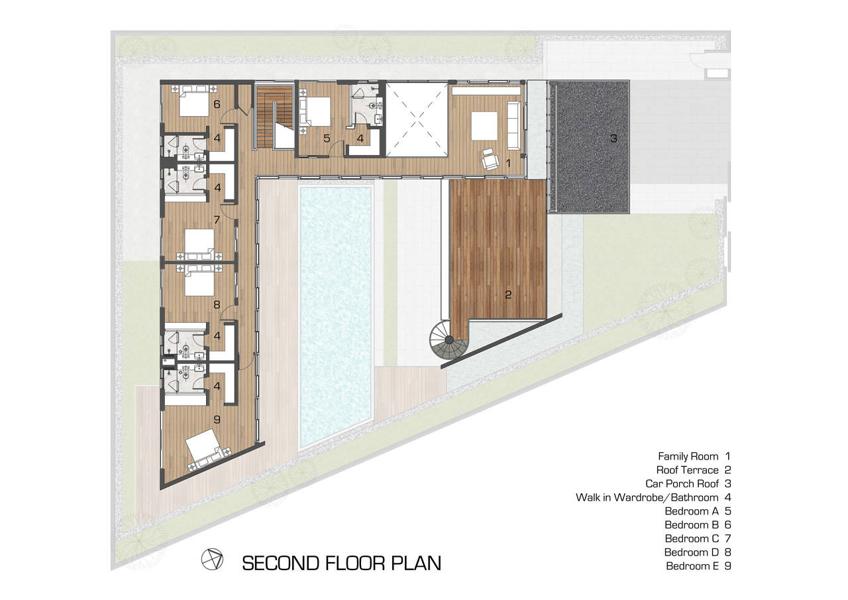 6
4
5
4
1
3
4
7
8
2
4
4
9
Family Room 1
Roof Terrace 2
Car Porch Roof 3
Walk in Wardrobe/Bathroom 4
Bedroom A 5
Bedroom B 6
Bedroom C 7
Bedroom D 8
Bedroom E 9
SECOND FLOOR PLAN